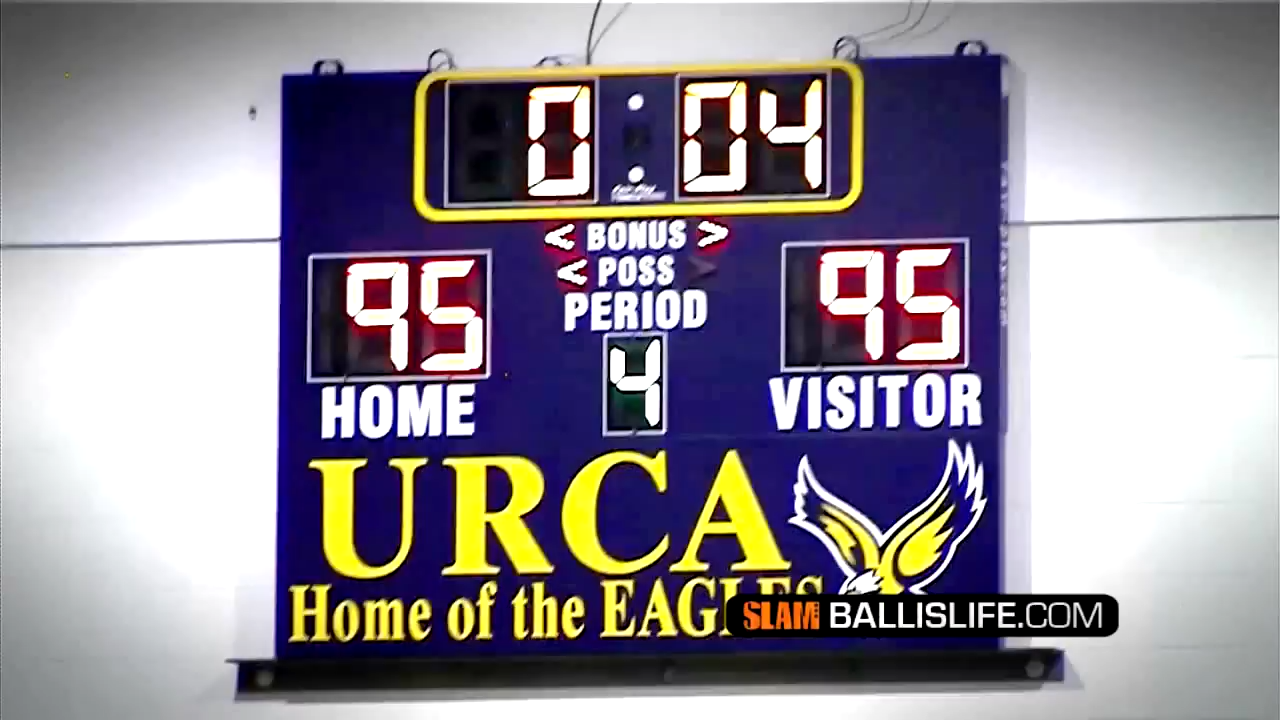 0:04
< BONUS >
< POSS
PERIOD
95 4 95
HOME VISITOR
URCA
Home of the EAGLES
SLAM BALLISLIFE.COM